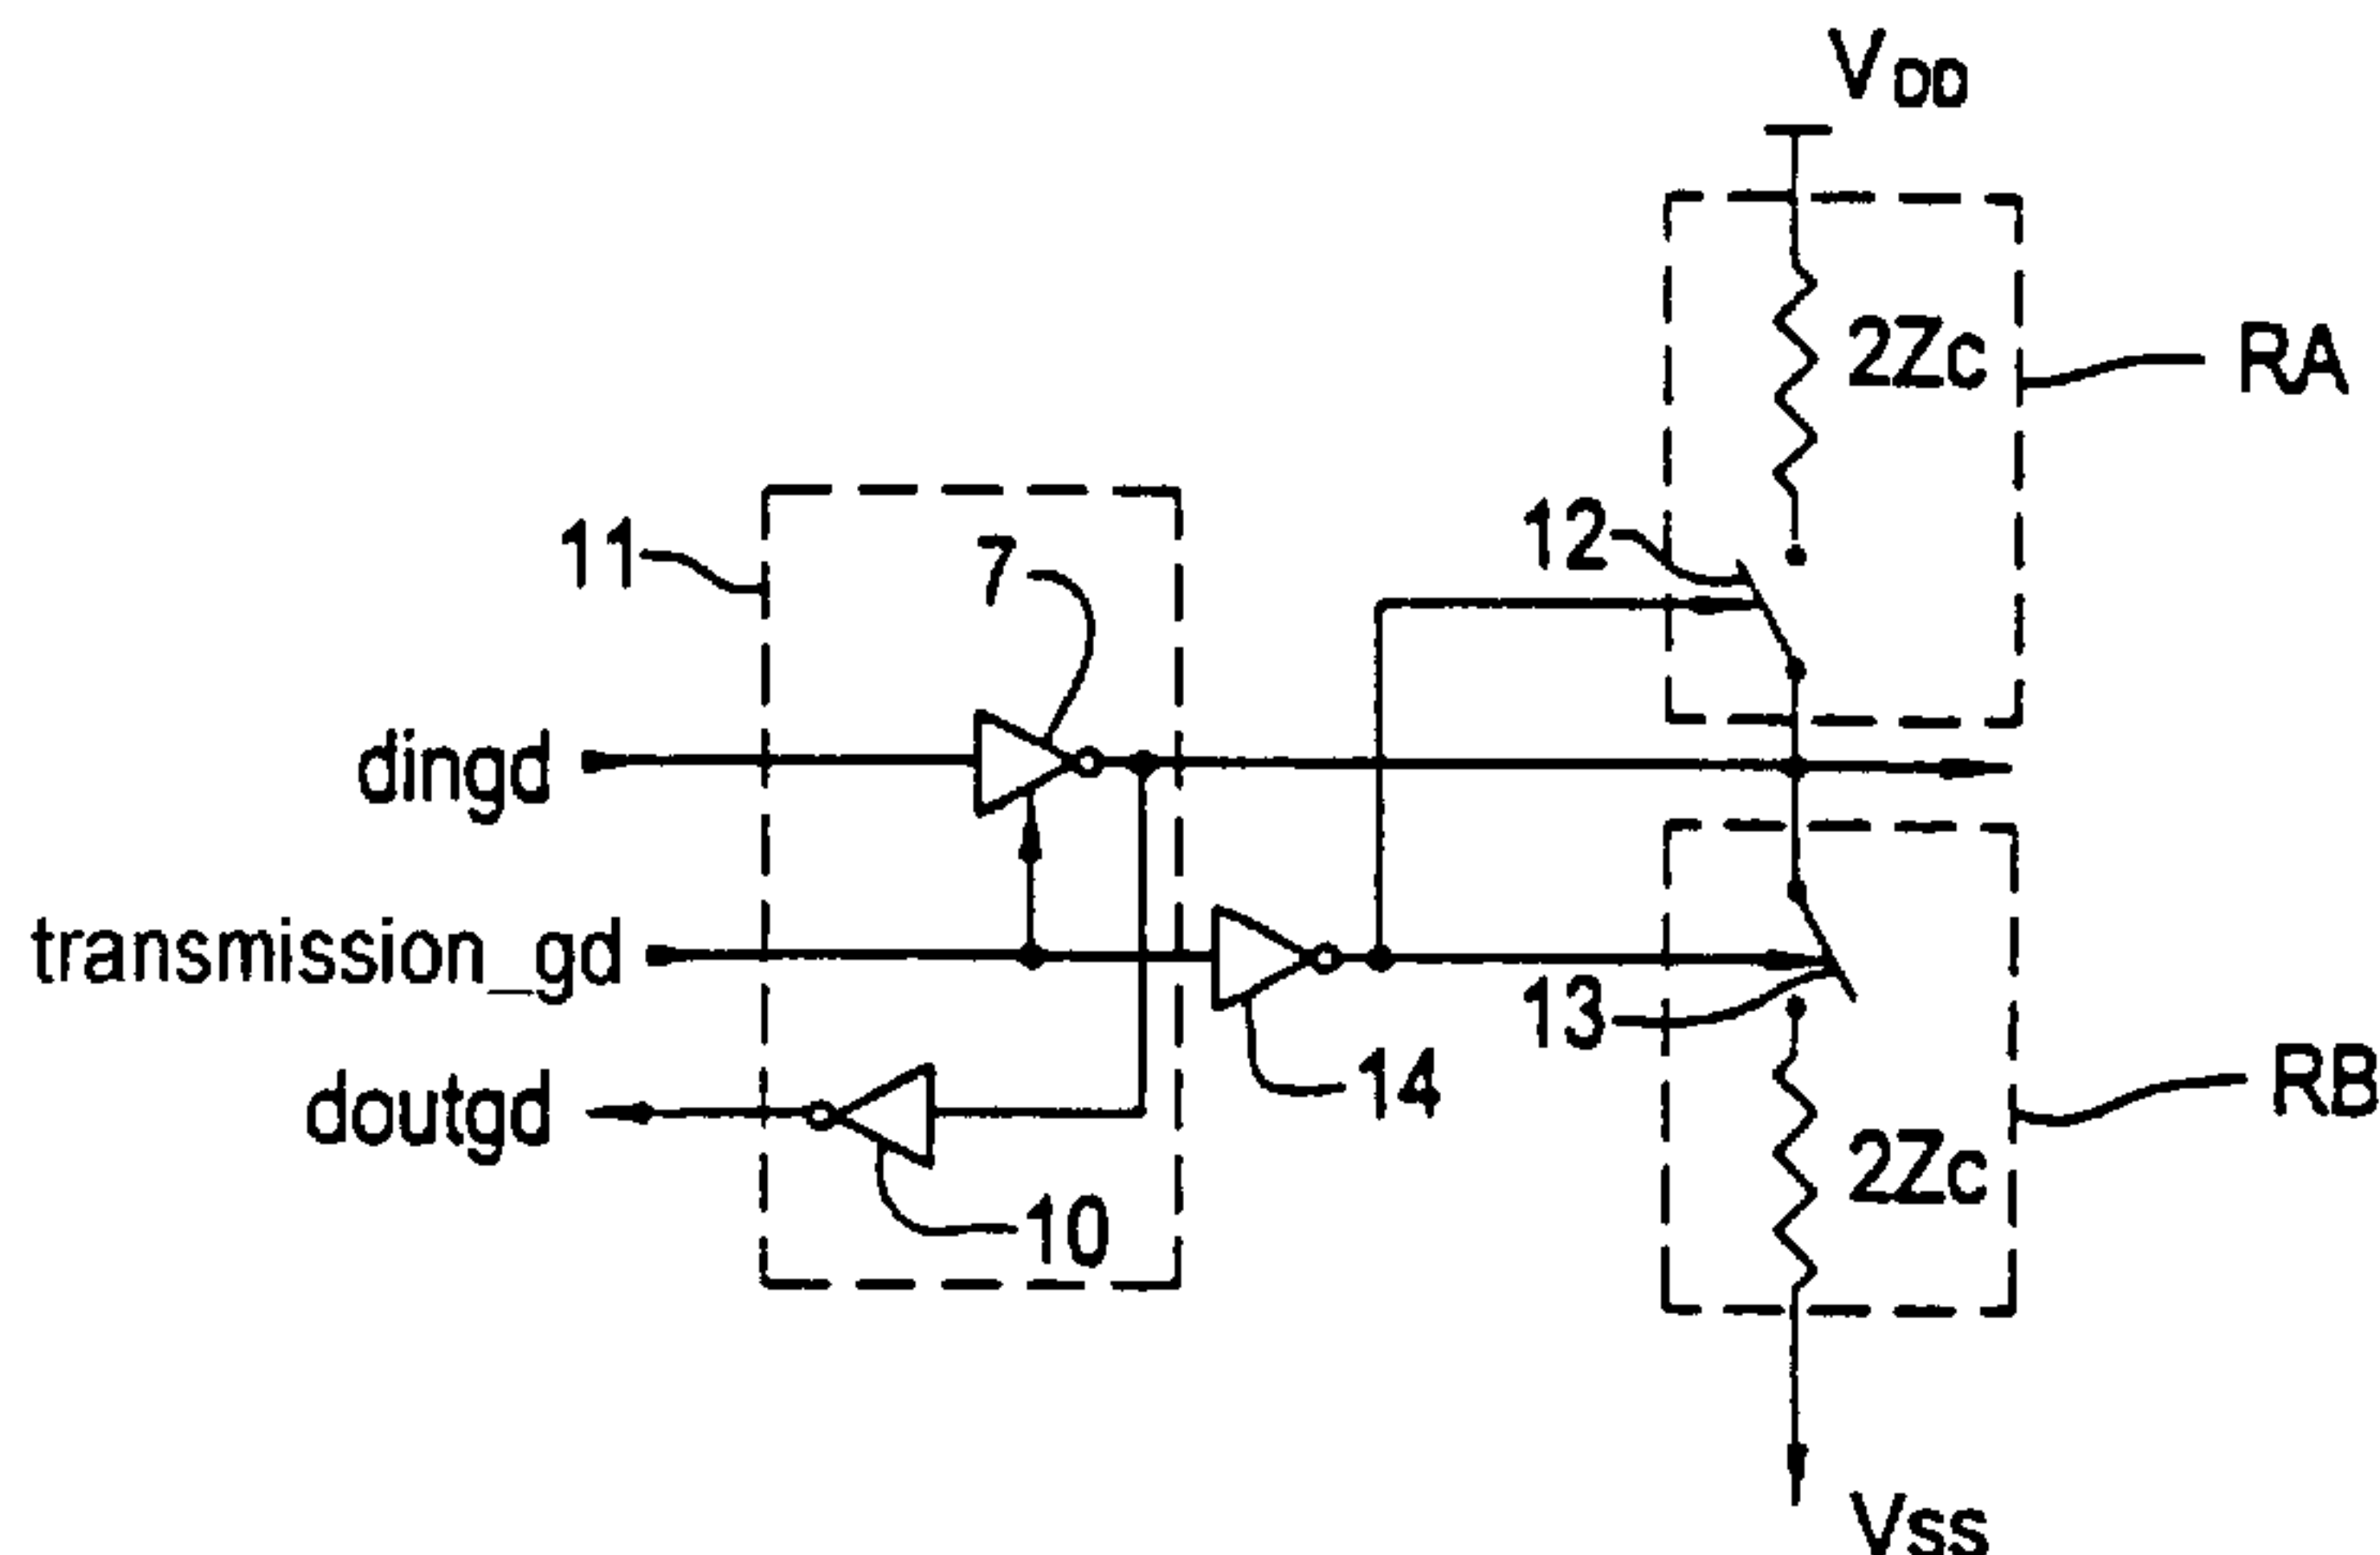 VDD
2Zc
RA
12
11
7
dingd
transmission_gd
13
14
doutgd
RB
2Zc
10
Vss